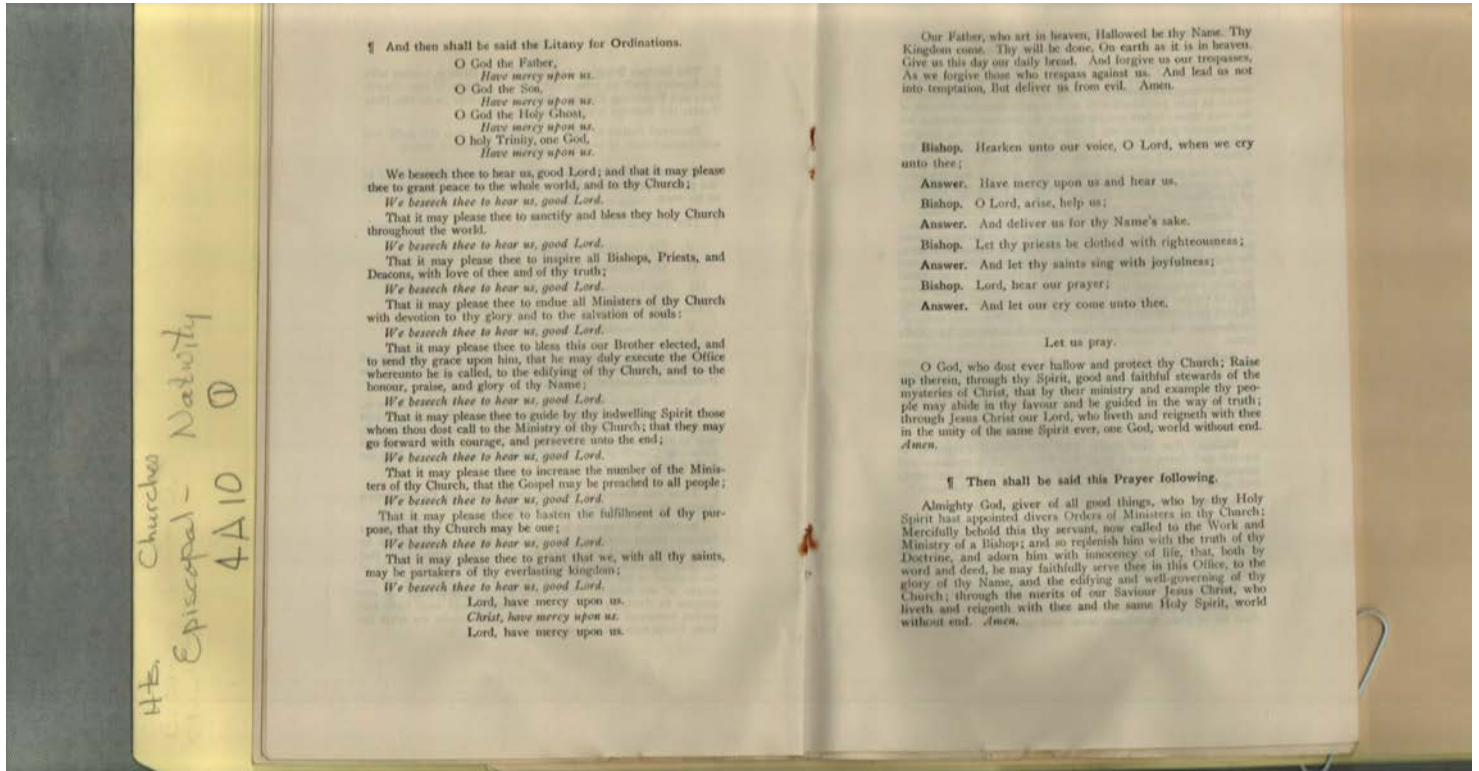 Hts. Churches
Episcopal - Nativity
4A10 ①
¶ And then shall be said the Litany for Ordinations.
O God the Father,
Have mercy upon us.
O God the Son,
Have mercy upon us.
O God the Holy Ghost,
Have mercy upon us.
O holy Trinity, one God,
Have mercy upon us.
We beseech thee to hear us, good Lord; and that it may please
thee to grant peace to the whole world, and to thy Church;
We beseech thee to hear us, good Lord.
That it may please thee to sanctify and bless they holy Church
throughout the world.
We beseech thee to hear us, good Lord.
That it may please thee to inspire all Bishops, Priests, and
Deacons, with love of thee and of thy truth;
We beseech thee to hear us, good Lord.
That it may please thee to endue all Ministers of thy Church
with devotion to thy glory and to the salvation of souls:
We beseech thee to hear us, good Lord.
That it may please thee to bless this our Brother elected, and
to send thy grace upon him, that he may duly execute the Office
whereunto he is called, to the edifying of thy Church, and to the
honour, praise, and glory of thy Name;
We beseech thee to hear us, good Lord.
That it may please thee to guide by thy indwelling Spirit those
whom thou dost call to the Ministry of thy Church; that they may
go forward with courage, and persevere unto the end;
We beseech thee to hear us, good Lord.
That it may please thee to increase the number of the Minis-
ters of thy Church, that the Gospel may be preached to all people;
We beseech thee to hear us, good Lord.
That it may please thee to hasten the fulfillment of thy pur-
pose, that thy Church may be one;
We beseech thee to hear us, good Lord.
That it may please thee to grant that we, with all thy saints,
may be partakers of thy everlasting kingdom;
We beseech thee to hear us, good Lord.
Lord, have mercy upon us.
Christ, have mercy upon us.
Lord, have mercy upon us.
Our Father, who art in heaven, Hallowed be thy Name. Thy
Kingdom come. Thy will be done, On earth as it is in heaven.
Give us this day our daily bread. And forgive us our trespasses,
As we forgive those who trespass against us. And lead us not
into temptation, But deliver us from evil. Amen.
Bishop. Hearken unto our voice, O Lord, when we cry
unto thee;
Answer. Have mercy upon us and hear us.
Bishop. O Lord, arise, help us;
Answer. And deliver us for thy Name's sake.
Bishop. Let thy priests be clothed with righteousness;
Answer. And let thy saints sing with joyfulness;
Bishop. Lord, hear our prayer;
Answer. And let our cry come unto thee.
Let us pray.
O God, who dost ever hallow and protect thy Church; Raise
up therein, through thy Spirit, good and faithful stewards of the
mysteries of Christ, that by their ministry and example thy peo-
ple may abide in thy favour and be guided in the way of truth;
through Jesus Christ our Lord, who liveth and reigneth with thee
in the unity of the same Spirit ever, one God, world without end.
Amen.
¶ Then shall be said this Prayer following.
Almighty God, giver of all good things, who by thy Holy
Spirit hast appointed divers Orders of Ministers in thy Church;
Mercifully behold this thy servant, now called to the Work and
Ministry of a Bishop; and so replenish him with the truth of thy
Doctrine, and adorn him with innocency of life, that, both by
word and deed, he may faithfully serve thee in this Office, to the
glory of thy Name, and the edifying and well-governing of thy
Church; through the merits of our Saviour Jesus Christ, who
liveth and reigneth with thee and the same Holy Spirit, world
without end. Amen.